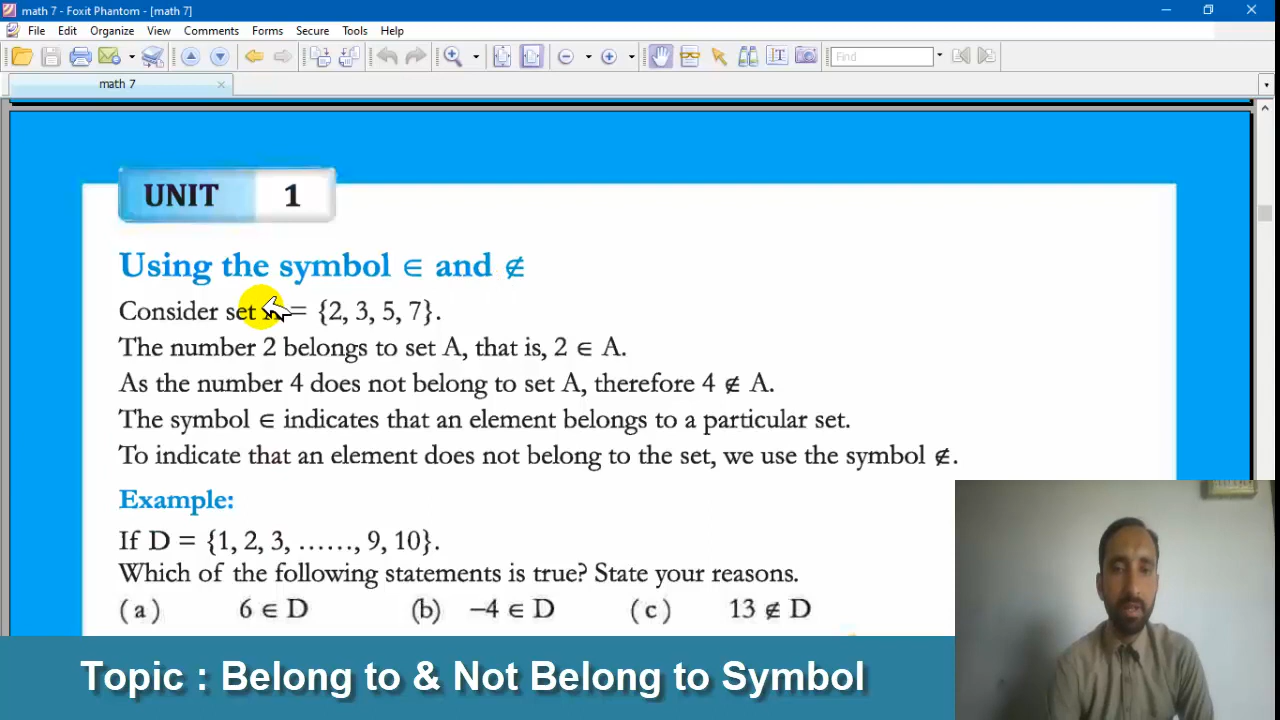 math 7 - Foxit Phantom - [math 7]
File Edit Organize View Comments Forms Secure Tools Help
Find
math 7
UNIT 1
Using the symbol ∈ and ∉
Consider set = {2, 3, 5, 7}.
The number 2 belongs to set A, that is, 2 ∈ A.
As the number 4 does not belong to set A, therefore 4 ∉ A.
The symbol ∈ indicates that an element belongs to a particular set.
To indicate that an element does not belong to the set, we use the symbol ∉.
Example:
If D = {1, 2, 3, ……, 9, 10}.
Which of the following statements is true? State your reasons.
(a) 6 ∈ D (b) –4 ∈ D (c) 13 ∉ D
Topic : Belong to & Not Belong to Symbol